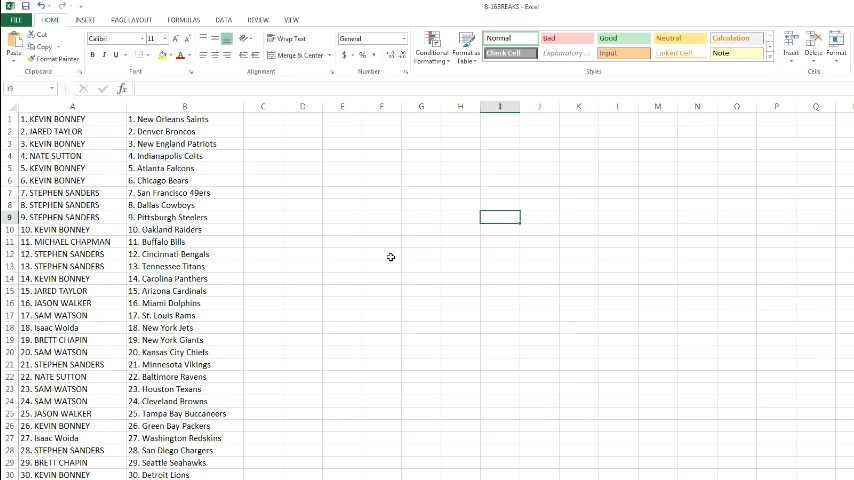 8-16BREAKS - Excel
FILE HOME INSERT PAGE LAYOUT FORMULAS DATA REVIEW VIEW
Paste
Cut
Copy
Format Painter
Clipboard
Calibri 11
B I U
Font
Wrap Text
Merge & Center
Alignment
General
$ % ,
Number
Conditional Formatting
Format as Table
Normal Bad Good Neutral Calculation
Check Cell Explanatory ... Input Linked Cell Note
Styles
Insert Delete Format
Cells
I9
fx
A B C D E F G H I J K L M N O P Q
1 1. KEVIN BONNEY 1. New Orleans Saints
2 2. JARED TAYLOR 2. Denver Broncos
3 3. KEVIN BONNEY 3. New England Patriots
4 4. NATE SUTTON 4. Indianapolis Colts
5 5. KEVIN BONNEY 5. Atlanta Falcons
6 6. KEVIN BONNEY 6. Chicago Bears
7 7. STEPHEN SANDERS 7. San Francisco 49ers
8 8. STEPHEN SANDERS 8. Dallas Cowboys
9 9. STEPHEN SANDERS 9. Pittsburgh Steelers
10 10. KEVIN BONNEY 10. Oakland Raiders
11 11. MICHAEL CHAPMAN 11. Buffalo Bills
12 12. STEPHEN SANDERS 12. Cincinnati Bengals
13 13. STEPHEN SANDERS 13. Tennessee Titans
14 14. KEVIN BONNEY 14. Carolina Panthers
15 15. JARED TAYLOR 15. Arizona Cardinals
16 16. JASON WALKER 16. Miami Dolphins
17 17. SAM WATSON 17. St. Louis Rams
18 18. Isaac Woida 18. New York Jets
19 19. BRETT CHAPIN 19. New York Giants
20 20. SAM WATSON 20. Kansas City Chiefs
21 21. STEPHEN SANDERS 21. Minnesota Vikings
22 22. NATE SUTTON 22. Baltimore Ravens
23 23. SAM WATSON 23. Houston Texans
24 24. SAM WATSON 24. Cleveland Browns
25 25. JASON WALKER 25. Tampa Bay Buccaneers
26 26. KEVIN BONNEY 26. Green Bay Packers
27 27. Isaac Woida 27. Washington Redskins
28 28. STEPHEN SANDERS 28. San Diego Chargers
29 29. BRETT CHAPIN 29. Seattle Seahawks
30 30. KEVIN BONNEY 30. Detroit Lions